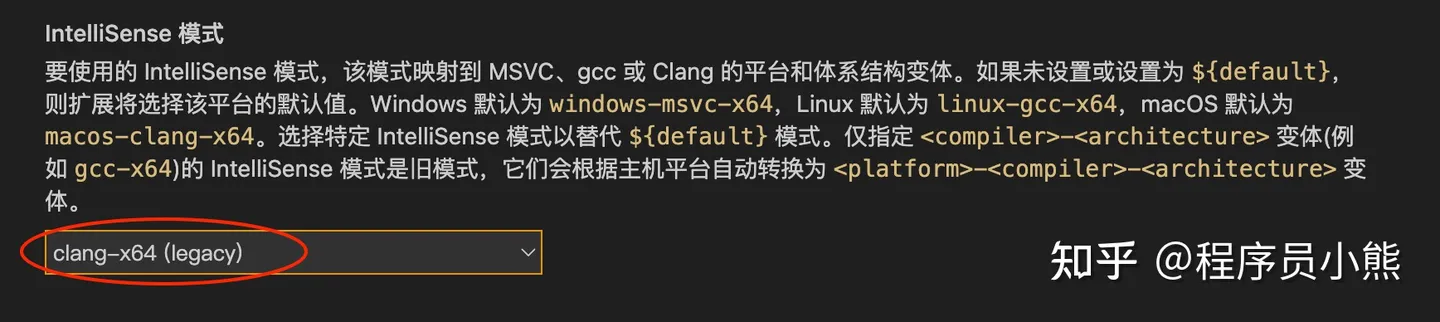 IntelliSense 模式
要使用的 IntelliSense 模式，该模式映射到 MSVC、gcc 或 Clang 的平台和体系结构变体。如果未设置或设置为 ${default}，
则扩展将选择该平台的默认值。Windows 默认为 windows-msvc-x64，Linux 默认为 linux-gcc-x64，macOS 默认为
macos-clang-x64。选择特定 IntelliSense 模式以替代 ${default} 模式。仅指定 <compiler>-<architecture> 变体(例
如 gcc-x64)的 IntelliSense 模式是旧模式，它们会根据主机平台自动转换为 <platform>-<compiler>-<architecture> 变
体。
clang-x64 (legacy)
知乎 @程序员小熊